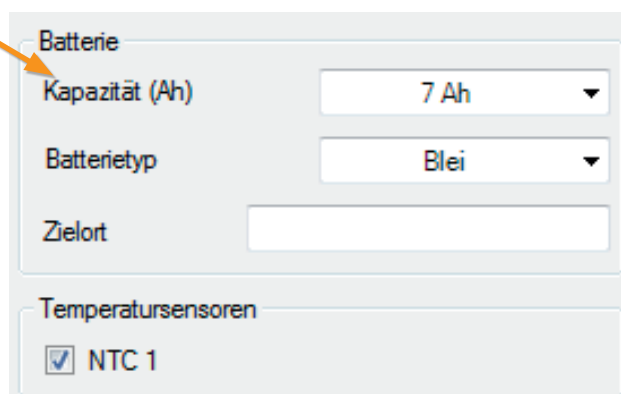 Batterie
Kapazität (Ah) 7 Ah
Batterietyp Blei
Zielort
Temperatursensoren
NTC 1